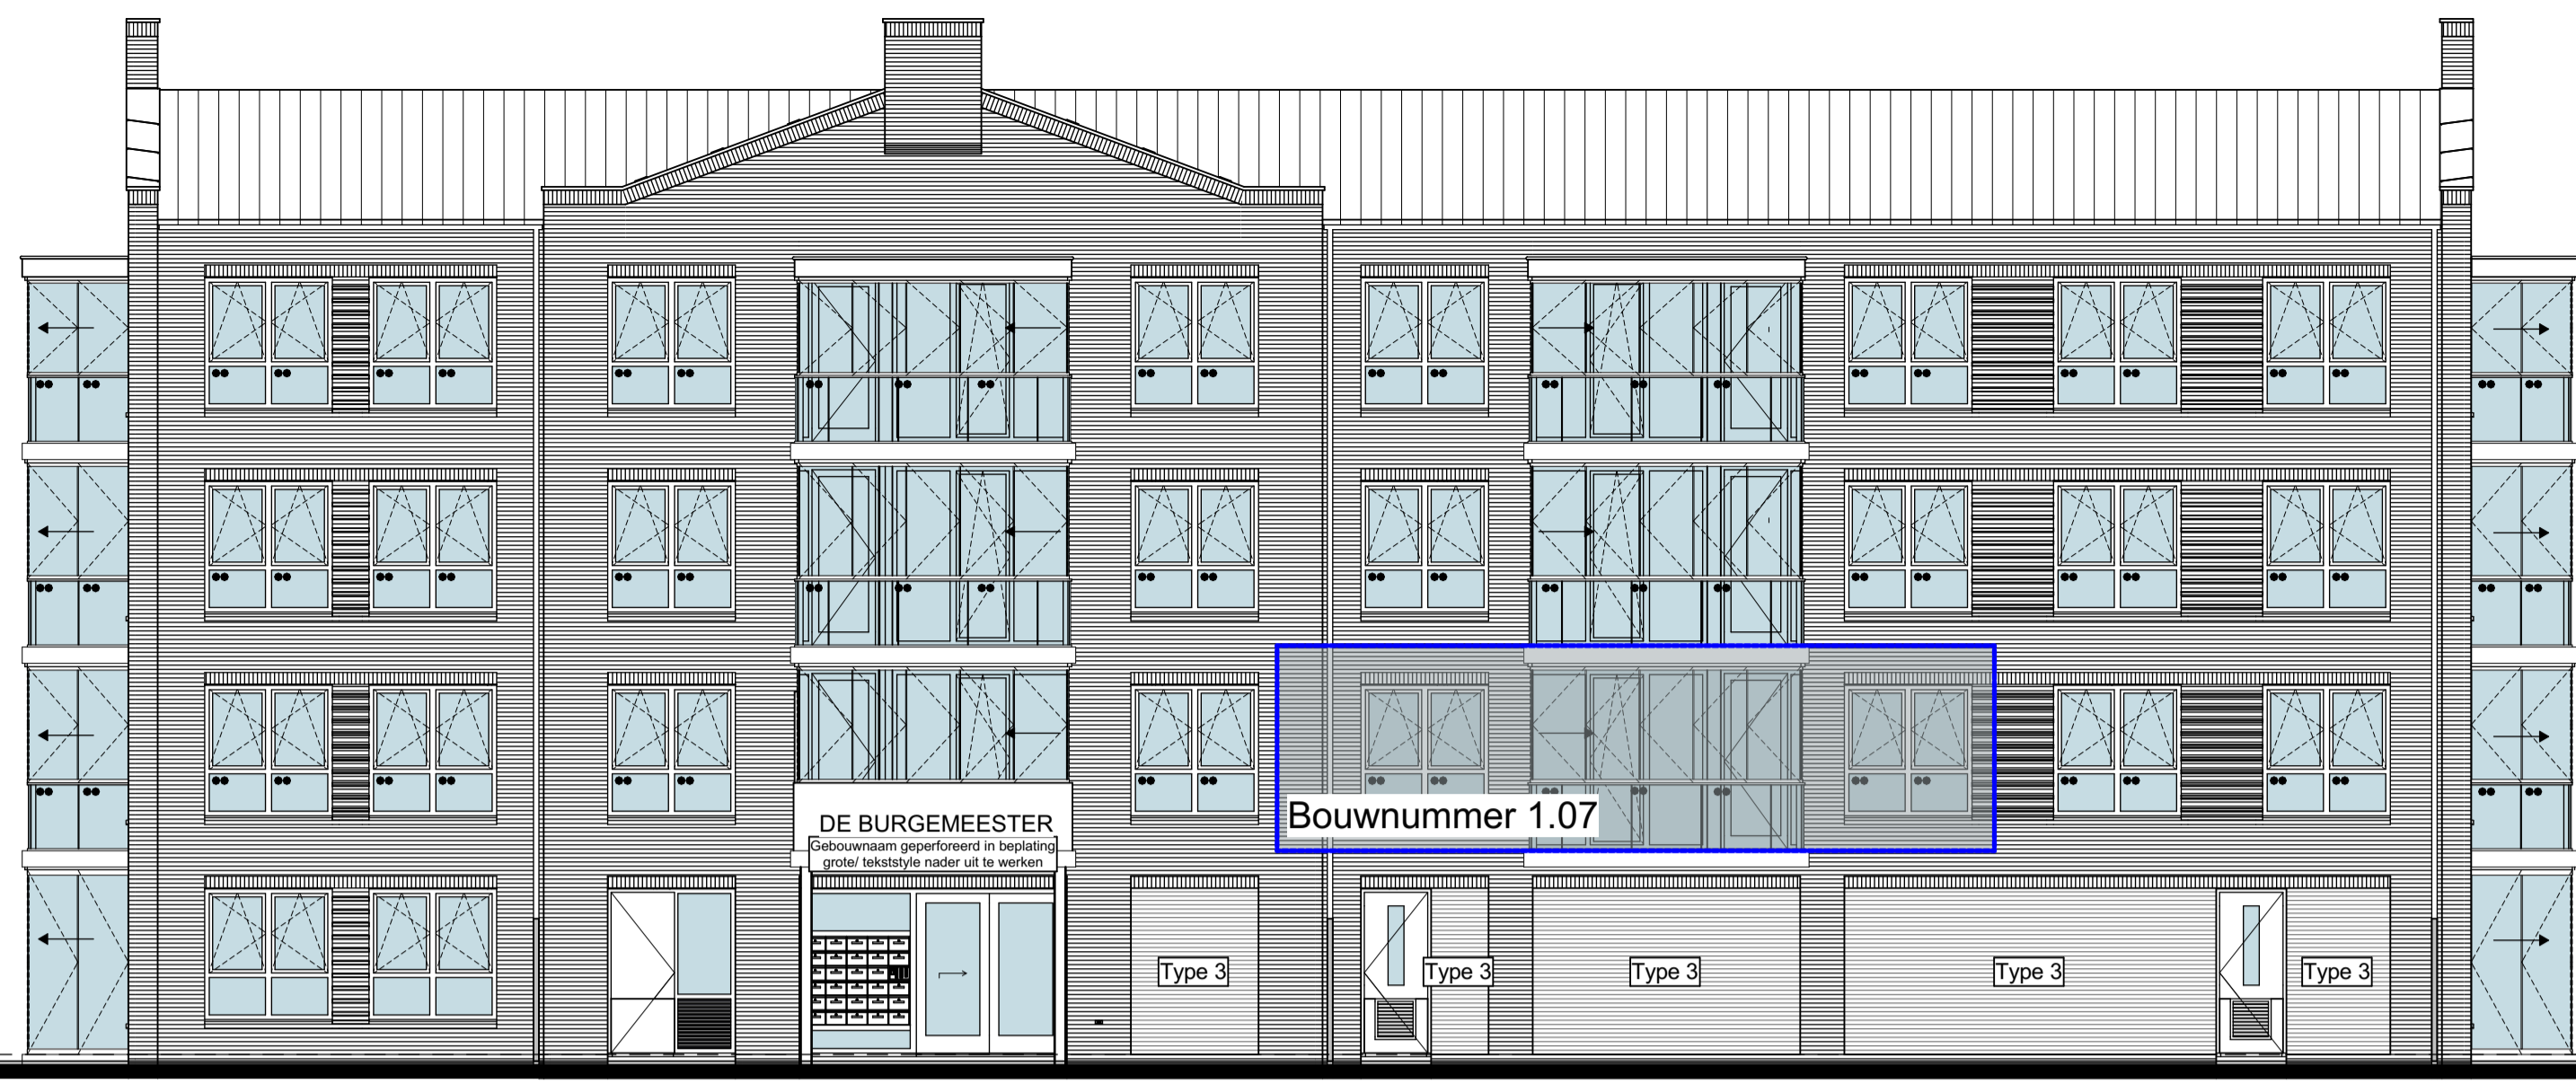 Bouwnummer 1.07
DE BURGEMEESTER
Gebouwnaam geperforeerd in beplating
grote/ tekststyle nader uit te werken
Type 3
Type 3
Type 3
Type 3
Type 3